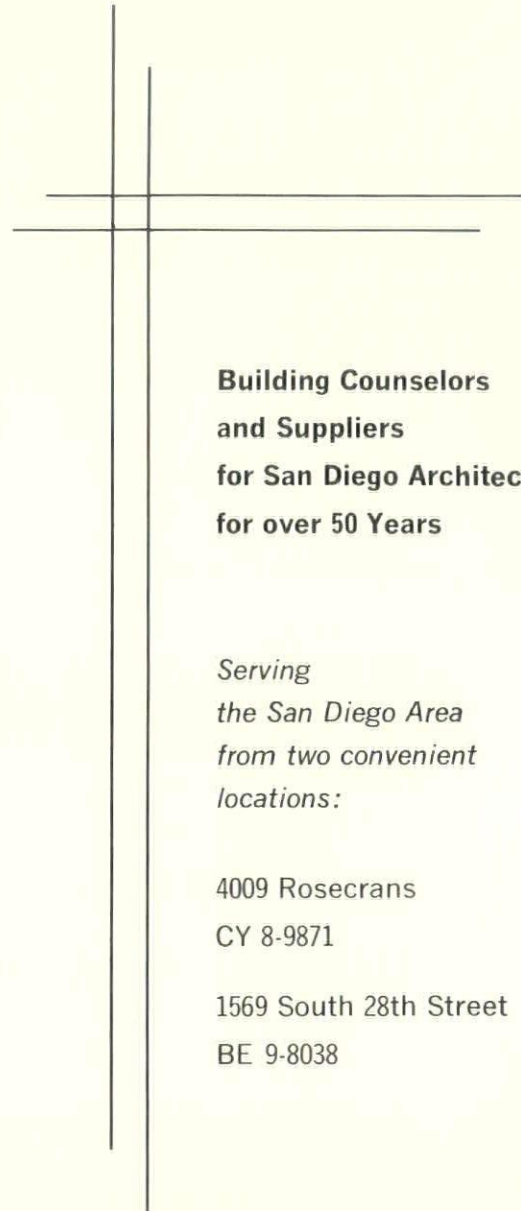 Building Counselors
and Suppliers
for San Diego Architec
for over 50 Years
Serving
the San Diego Area
from two convenient
locations:
4009 Rosecrans
CY 8-9871
1569 South 28th Street
BE 9-8038